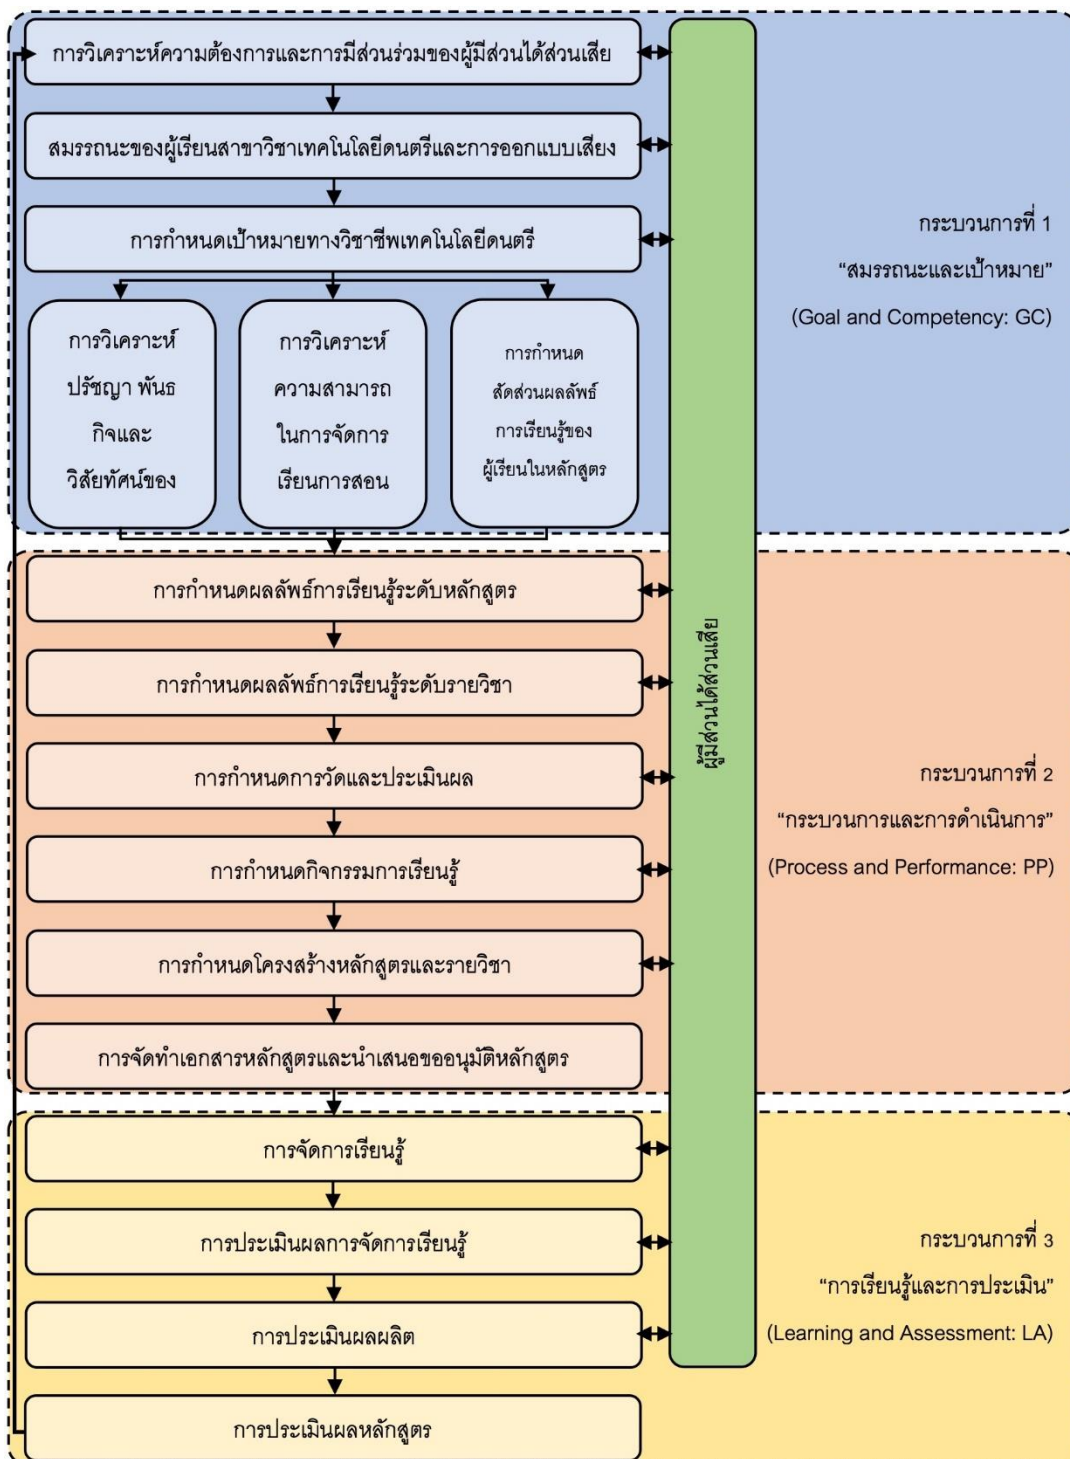 การวิเคราะห์ความต้องการและการมีส่วนร่วมของผู้มีส่วนได้ส่วนเสีย
สมรรถนะของผู้เรียนสาขาวิชาเทคโนโลยีดนตรีและการออกแบบเสียง
การกำหนดเป้าหมายทางวิชาชีพเทคโนโลยีดนตรี
การวิเคราะห์
ปรัชญา พันธ
กิจและ
วิสัยทัศน์ของ
การวิเคราะห์
ความสามารถ
ในการจัดการ
เรียนการสอน
การกำหนด
สัดส่วนผลลัพธ์
การเรียนรู้ของ
ผู้เรียนในหลักสูตร
กระบวนการที่ 1
“สมรรถนะและเป้าหมาย”
(Goal and Competency: GC)
การกำหนดผลลัพธ์การเรียนรู้ระดับหลักสูตร
การกำหนดผลลัพธ์การเรียนรู้ระดับรายวิชา
การกำหนดการวัดและประเมินผล
การกำหนดกิจกรรมการเรียนรู้
การกำหนดโครงสร้างหลักสูตรและรายวิชา
การจัดทำเอกสารหลักสูตรและนำเสนอขออนุมัติหลักสูตร
ผู้มีส่วนได้ส่วนเสีย
กระบวนการที่ 2
“กระบวนการและการดำเนินการ”
(Process and Performance: PP)
การจัดการเรียนรู้
การประเมินผลการจัดการเรียนรู้
การประเมินผลผลิต
การประเมินผลหลักสูตร
กระบวนการที่ 3
“การเรียนรู้และการประเมิน”
(Learning and Assessment: LA)